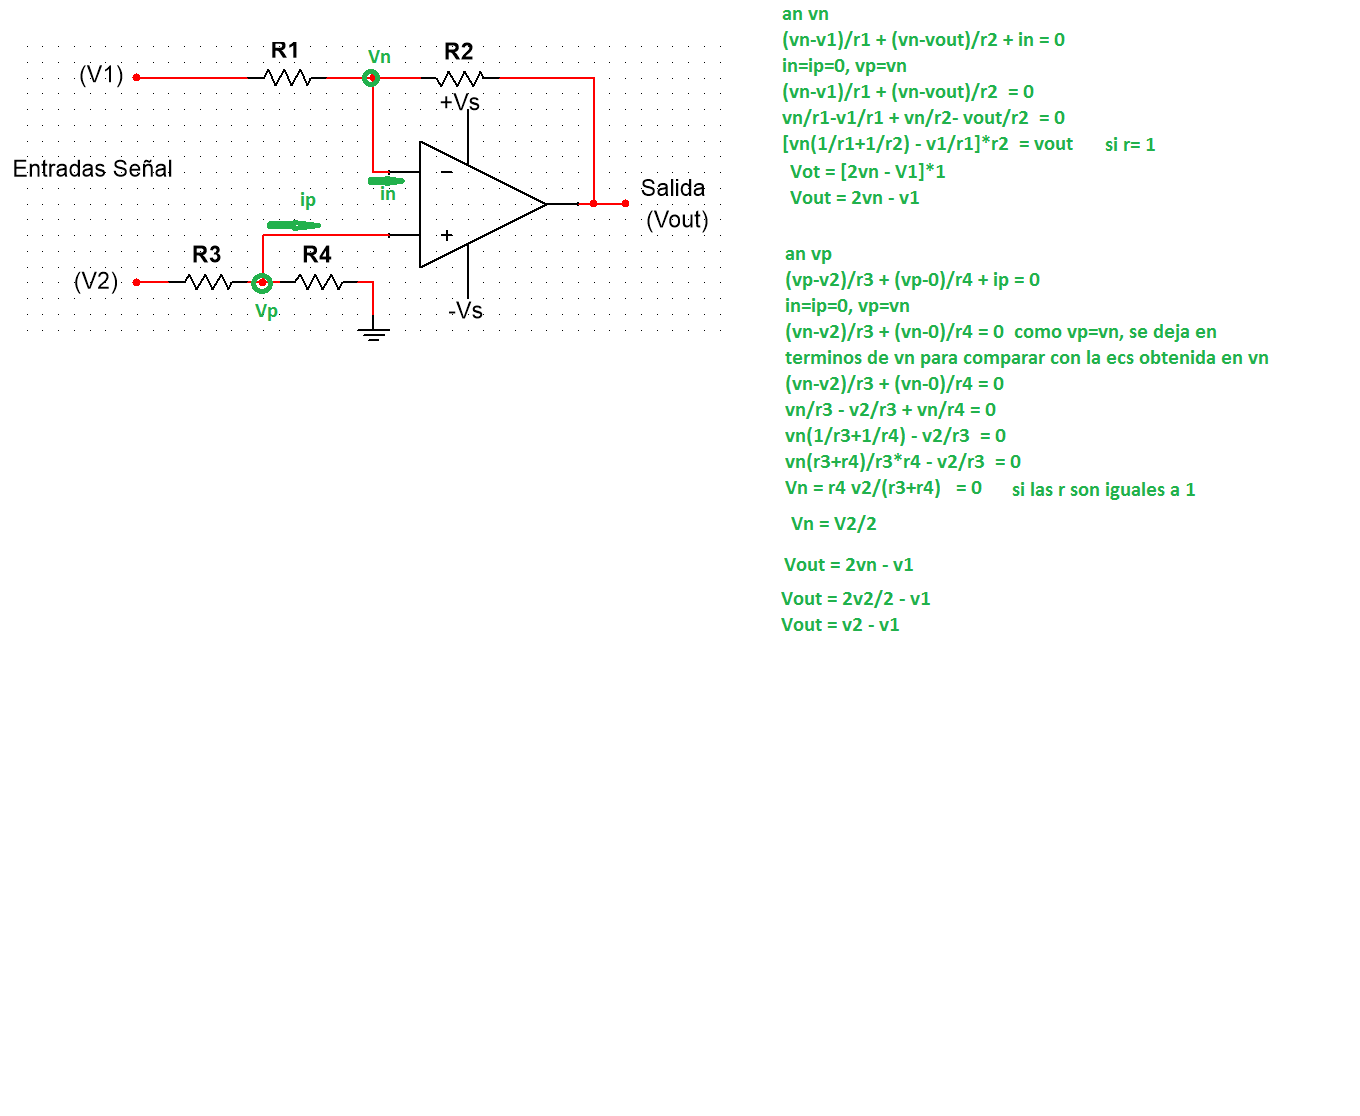 R1
Vn
R2
(V1)
+Vs
Entradas Señal
−
in
ip
Salida
(Vout)
+
R3
R4
(V2)
Vp
-Vs
an vn
(vn-v1)/r1 + (vn-vout)/r2 + in = 0
in=ip=0, vp=vn
(vn-v1)/r1 + (vn-vout)/r2  = 0
vn/r1-v1/r1 + vn/r2- vout/r2  = 0
[vn(1/r1+1/r2) - v1/r1]*r2  = vout si r= 1
Vot = [2vn - V1]*1
Vout = 2vn - v1
an vp
(vp-v2)/r3 + (vp-0)/r4 + ip = 0
in=ip=0, vp=vn
(vn-v2)/r3 + (vn-0)/r4 = 0  como vp=vn, se deja en
terminos de vn para comparar con la ecs obtenida en vn
(vn-v2)/r3 + (vn-0)/r4 = 0
vn/r3 - v2/r3 + vn/r4 = 0
vn(1/r3+1/r4) - v2/r3  = 0
vn(r3+r4)/r3*r4 - v2/r3  = 0
Vn = r4 v2/(r3+r4)   = 0 si las r son iguales a 1
Vn = V2/2
Vout = 2vn - v1
Vout = 2v2/2 - v1
Vout = v2 - v1